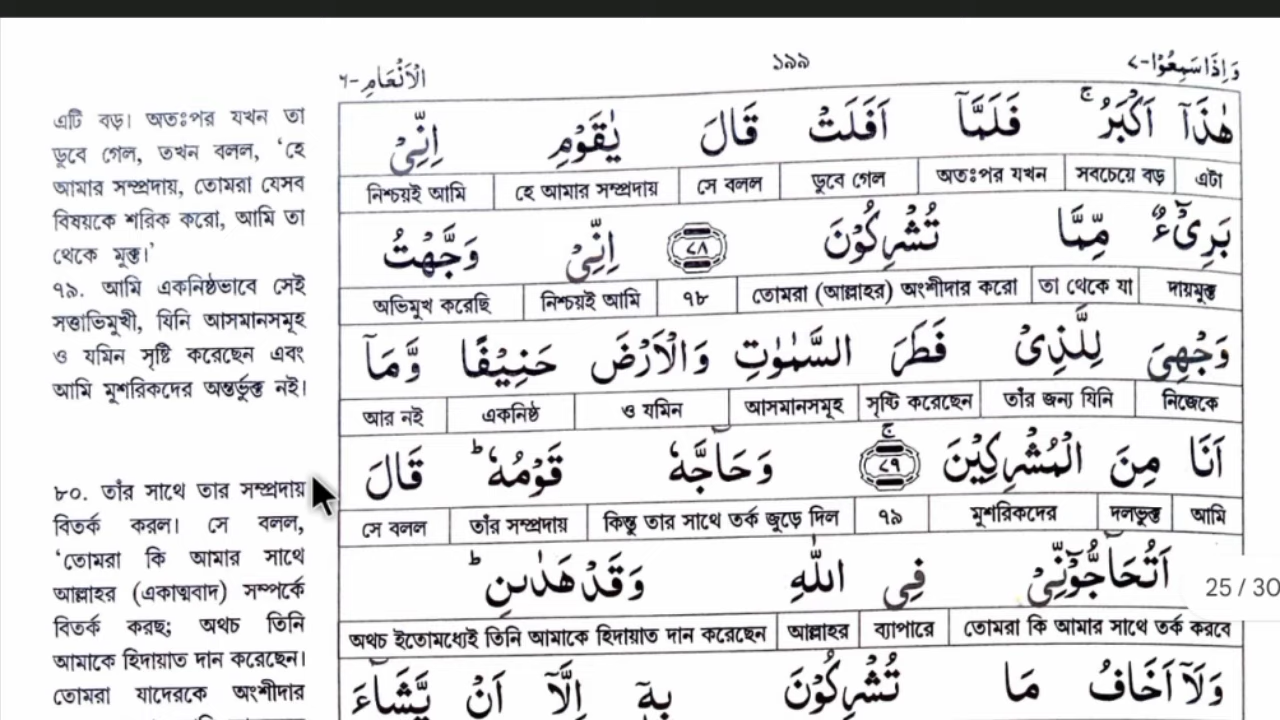 وَاِذَا سَمِعُوْا-٧
১৯৯
الْاَنْعَامِ-٦
هٰذَآ اَكْبَرُ ۚ فَلَمَّآ اَفَلَتْ قَالَ يٰقَوْمِ اِنِّىْ
এটা সবচেয়ে বড় অতঃপর যখন ডুবে গেল সে বলল হে আমার সম্প্রদায় নিশ্চয়ই আমি
بَرِىْٓءٌ مِّمَّا تُشْرِكُوْنَ ٧٨ اِنِّىْ وَجَّهْتُ
দায়মুক্ত তা থেকে যা তোমরা (আল্লাহর) অংশীদার করো ৭৮ নিশ্চয়ই আমি অভিমুখ করেছি
وَجْهِىَ لِلَّذِىْ فَطَرَ السَّمٰوٰتِ وَالْاَرْضَ حَنِيْفًا وَّمَآ
নিজেকে তাঁর জন্য যিনি সৃষ্টি করেছেন আসমানসমূহ ও যমিন একনিষ্ঠ আর নই
اَنَا مِنَ الْمُشْرِكِيْنَ ۚ ٧٩ وَحَآجَّهٗ قَوْمُهٗ ؕ قَالَ
আমি দলভুক্ত মুশরিকদের ৭৯ কিন্তু তার সাথে তর্ক জুড়ে দিল তাঁর সম্প্রদায় সে বলল
اَتُحَآجُّوْٓنِّىْ فِى اللّٰهِ وَقَدْ هَدٰىنِ ؕ
তোমরা কি আমার সাথে তর্ক করবে ব্যাপারে আল্লাহর অথচ ইতোমধ্যেই তিনি আমাকে হিদায়াত দান করেছেন
وَلَآ اَخَافُ مَا تُشْرِكُوْنَ بِهٖٓ اِلَّآ اَنْ يَّشَآءَ
এটি বড়। অতঃপর যখন তা
ডুবে গেল, তখন বলল, ‘হে
আমার সম্প্রদায়, তোমরা যেসব
বিষয়কে শরিক করো, আমি তা
থেকে মুক্ত।’
৭৯. আমি একনিষ্ঠভাবে সেই
সত্তাভিমুখী, যিনি আসমানসমূহ
ও যমিন সৃষ্টি করেছেন এবং
আমি মুশরিকদের অন্তর্ভুক্ত নই।
৮০. তাঁর সাথে তার সম্প্রদায়
বিতর্ক করল। সে বলল,
‘তোমরা কি আমার সাথে
আল্লাহর (একাত্মবাদ) সম্পর্কে
বিতর্ক করছ; অথচ তিনি
আমাকে হিদায়াত দান করেছেন।
তোমরা যাদেরকে অংশীদার
25 / 30